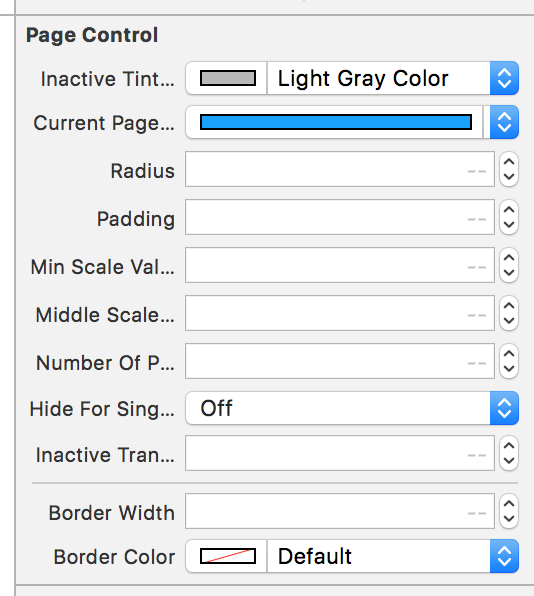 Page Control
Inactive Tint... Light Gray Color
Current Page...
Radius --
Padding --
Min Scale Val... --
Middle Scale... --
Number Of P... --
Hide For Sing... Off
Inactive Tran... --
Border Width --
Border Color Default